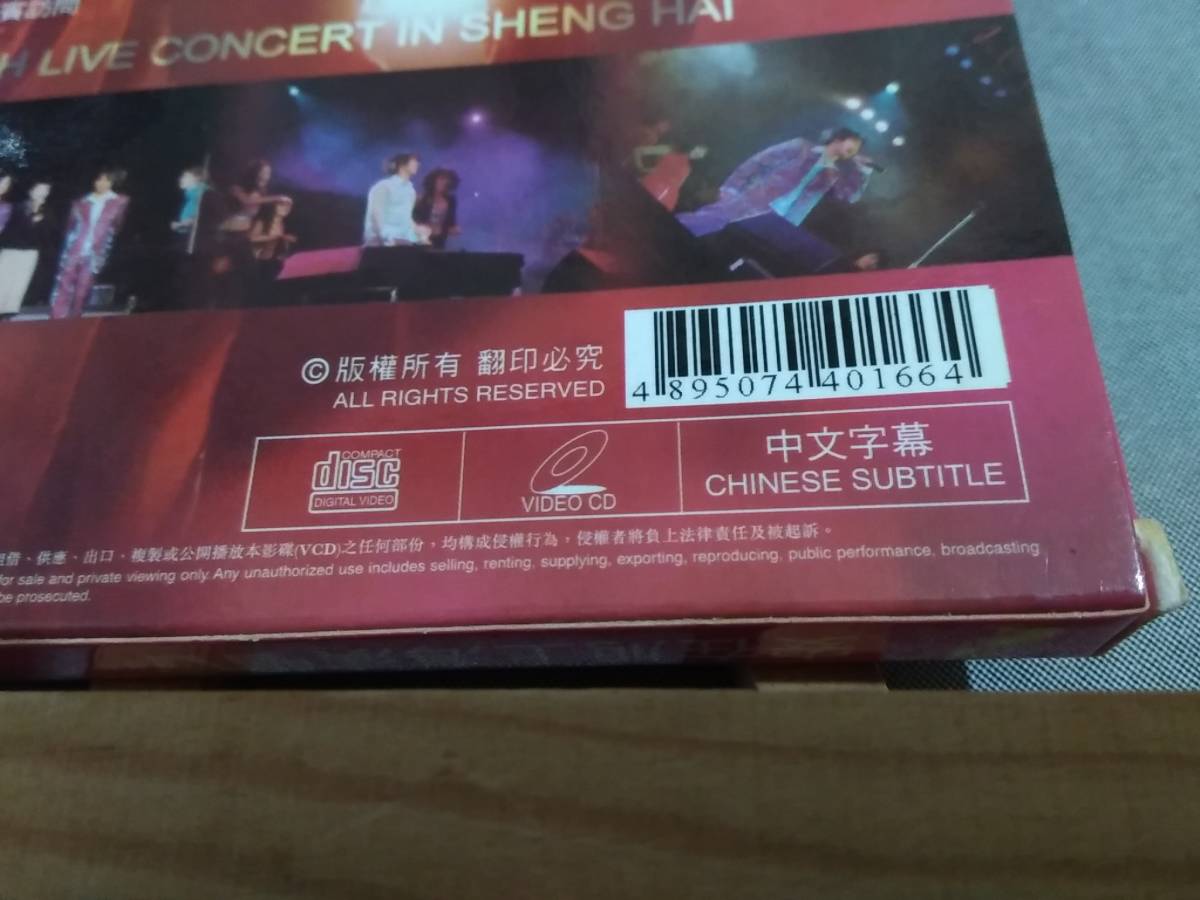 賓訪問
H LIVE CONCERT IN SHENG HAI
4 895074 401664
©版權所有 翻印必究
ALL RIGHTS RESERVED
COMPACT
disc
DIGITAL VIDEO
VIDEO CD
中文字幕
CHINESE SUBTITLE
借、供應、出口、複製或公開播放本影碟(VCD)之任何部份，均構成侵權行為，侵權者將負上法律責任及被起訴。
for sale and private viewing only. Any unauthorized use includes selling, renting, supplying, exporting, reproducing, public performance, broadcasting
be prosecuted.